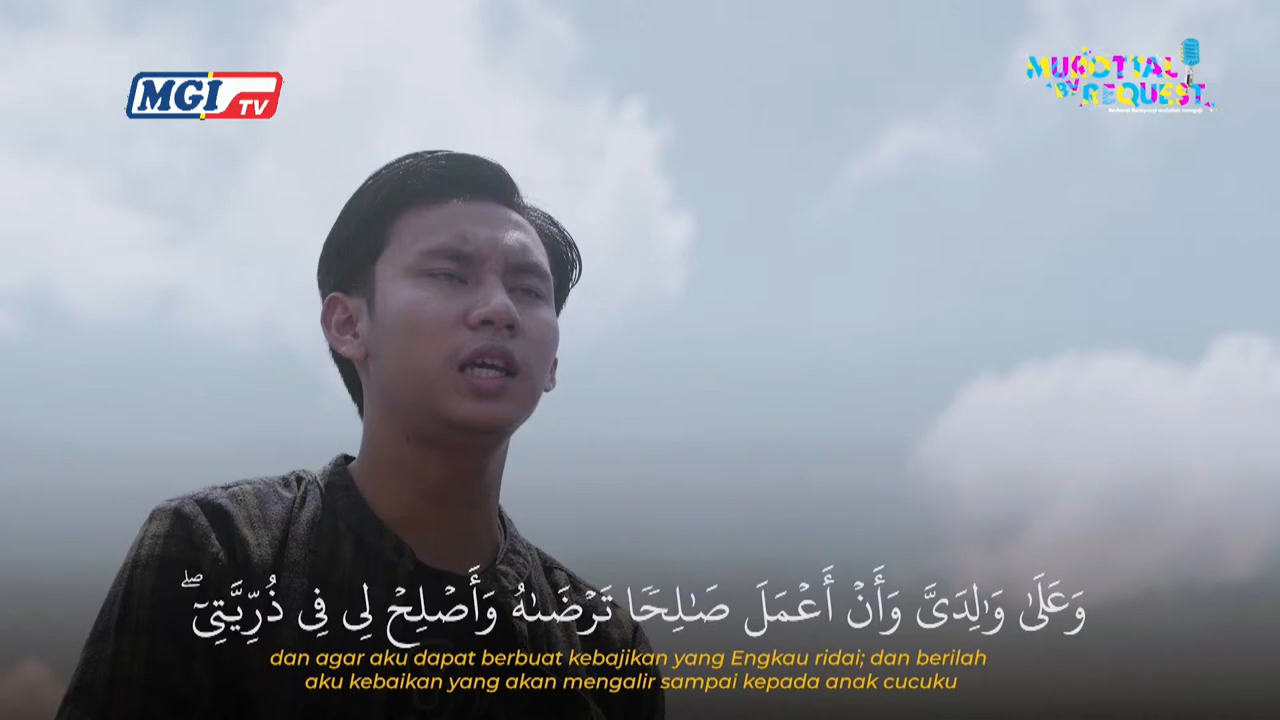 MGI TV
BY REQUEST
وَعَلَىٰ وَٰلِدَىَّ وَأَنْ أَعْمَلَ صَـٰلِحًا تَرْضَىٰهُ وَأَصْلِحْ لِى فِى ذُرِّيَّتِىٓ ۖ
dan agar aku dapat berbuat kebajikan yang Engkau ridai; dan berilah
aku kebaikan yang akan mengalir sampai kepada anak cucuku